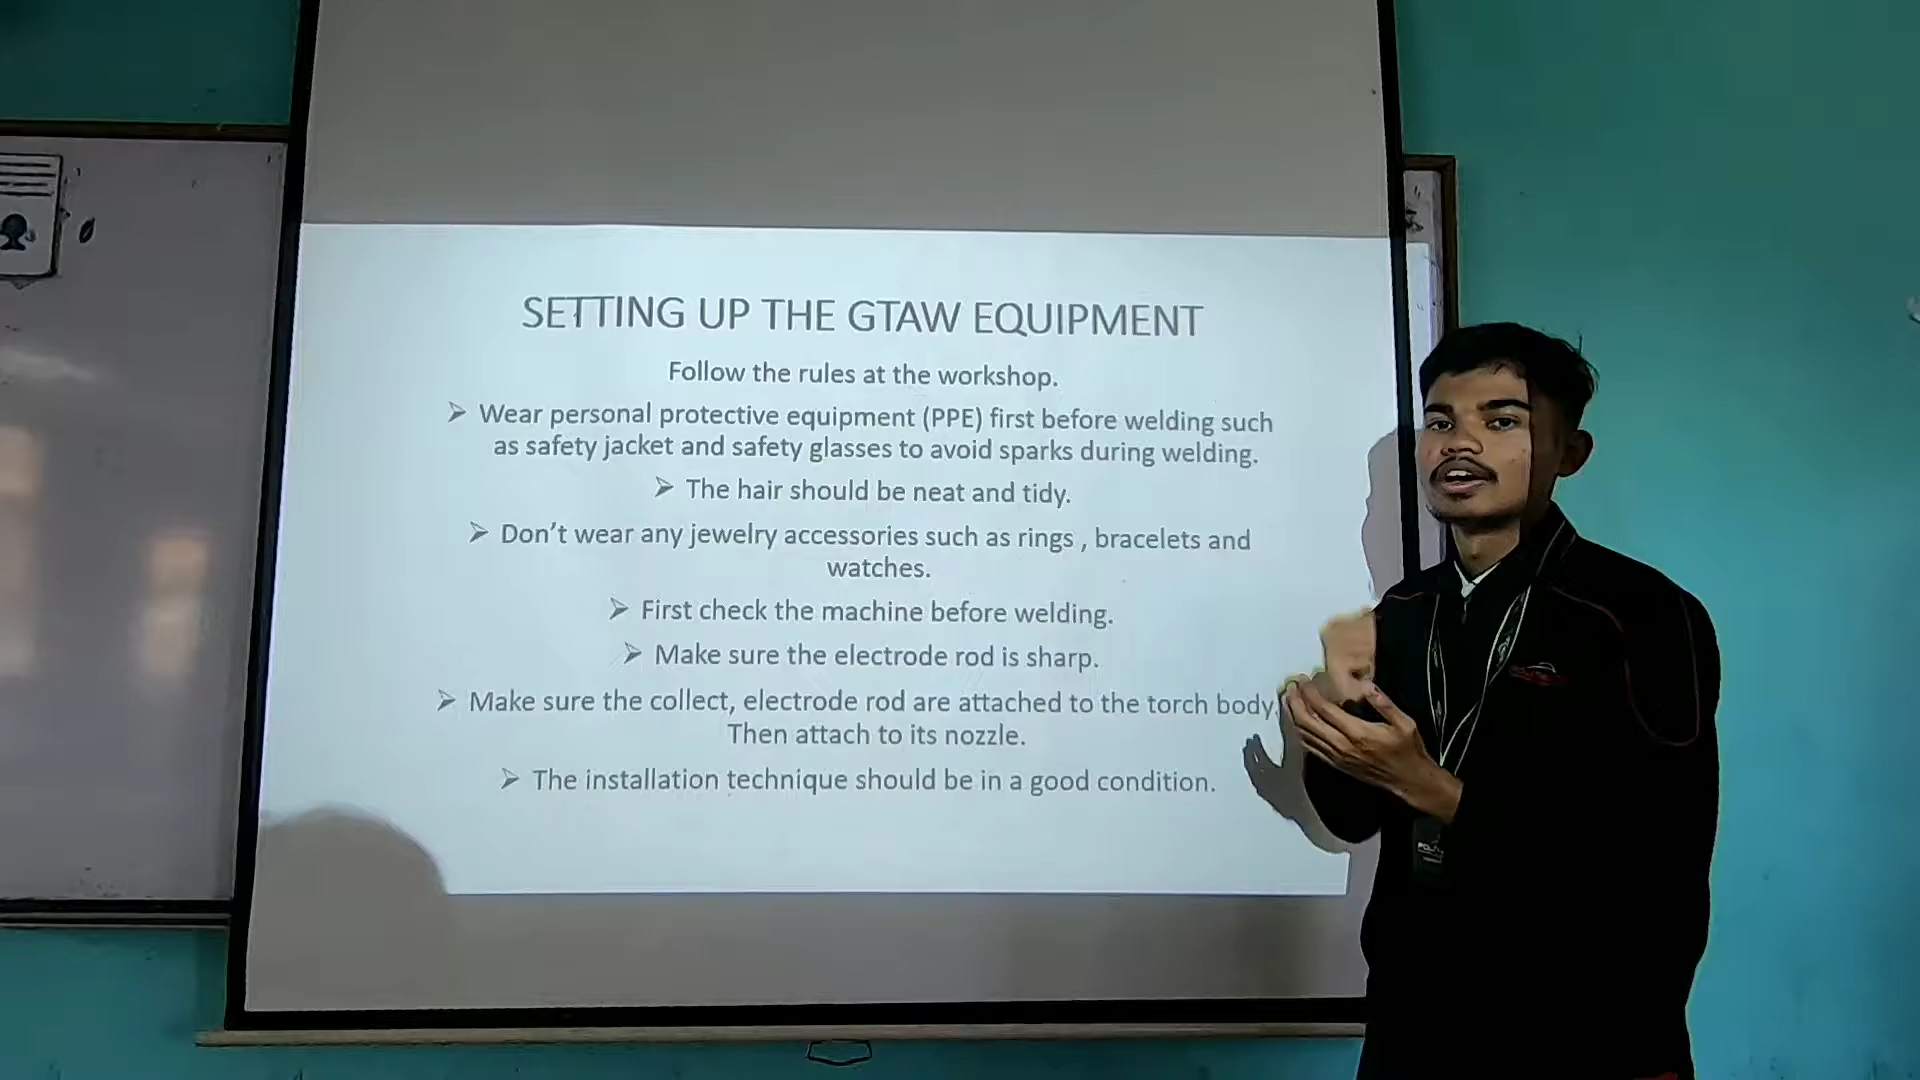 SETTING UP THE GTAW EQUIPMENT
Follow the rules at the workshop.
➢ Wear personal protective equipment (PPE) first before welding such
as safety jacket and safety glasses to avoid sparks during welding.
➢ The hair should be neat and tidy.
➢ Don’t wear any jewelry accessories such as rings , bracelets and
watches.
➢ First check the machine before welding.
➢ Make sure the electrode rod is sharp.
➢ Make sure the collect, electrode rod are attached to the torch body.
Then attach to its nozzle.
➢ The installation technique should be in a good condition.